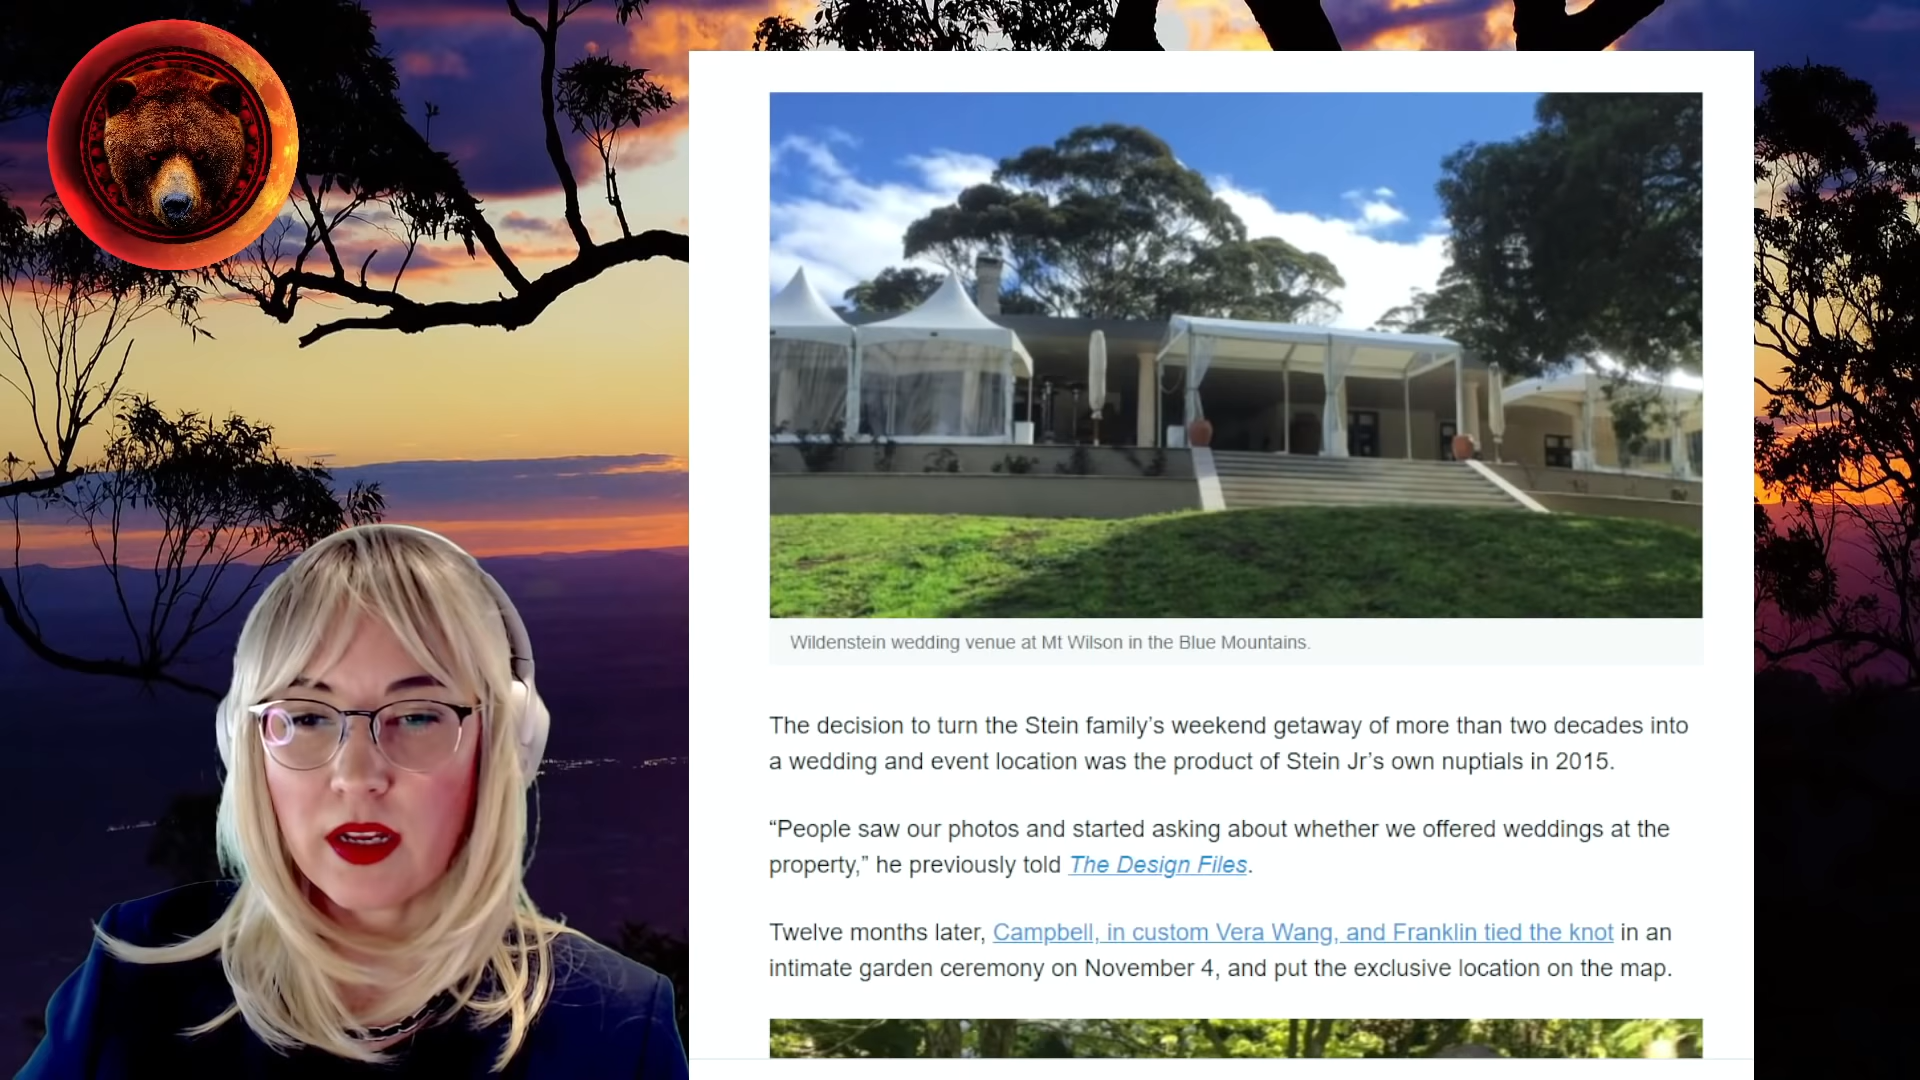 Wildenstein wedding venue at Mt Wilson in the Blue Mountains.
The decision to turn the Stein family’s weekend getaway of more than two decades into
a wedding and event location was the product of Stein Jr’s own nuptials in 2015.
“People saw our photos and started asking about whether we offered weddings at the
property,” he previously told The Design Files.
Twelve months later, Campbell, in custom Vera Wang, and Franklin tied the knot in an
intimate garden ceremony on November 4, and put the exclusive location on the map.